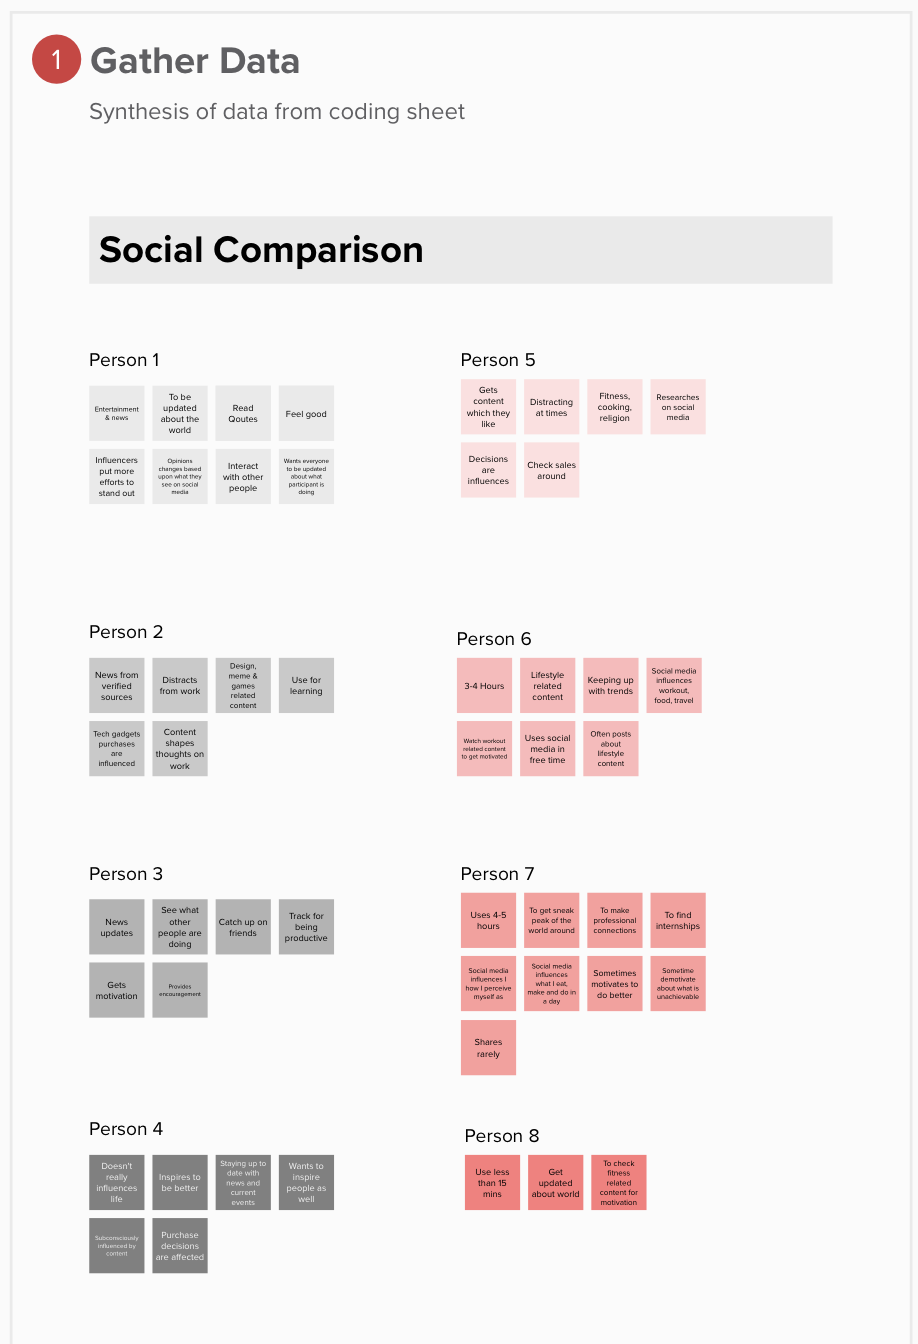 1
Gather Data
Synthesis of data from coding sheet
Social Comparison
Person 1
Entertainment
& news
To be
updated
about the
world
Read
Qoutes
Feel good
Influencers
put more
efforts to
stand out
Opinions
changes based
upon what they
see on social
media
Interact
with other
people
Wants everyone
to be updated
about what
participant is
doing
Person 5
Gets
content
which they
like
Distracting
at times
Fitness,
cooking,
religion
Researches
on social
media
Decisions
are
influences
Check sales
around
Person 2
News from
verified
sources
Distracts
from work
Design,
meme &
games
related
content
Use for
learning
Tech gadgets
purchases
are
influenced
Content
shapes
thoughts on
work
Person 6
3-4 Hours
Lifestyle
related
content
Keeping up
with trends
Social media
influences
workout,
food, travel
Watch workout
related content
to get motivated
Uses social
media in
free time
Often posts
about
lifestyle
content
Person 3
News
updates
See what
other
people are
doing
Catch up on
friends
Track for
being
productive
Gets
motivation
Provides
encouragement
Person 7
Uses 4-5
hours
To get sneak
peak of the
world around
To make
professional
connections
To find
internships
Social media
influences I
how I perceive
myself as
Social media
influences
what I eat,
make and do in
a day
Sometimes
motivates to
do better
Sometime
demotivate
about what is
unachievable
Shares
rarely
Person 4
Doesn't
really
influences
life
Inspires to
be better
Staying up to
date with
news and
current
events
Wants to
inspire
people as
well
Subconsciously
influenced by
content
Purchase
decisions
are affected
Person 8
Use less
than 15
mins
Get
updated
about world
To check
fitness
related
content for
motivation